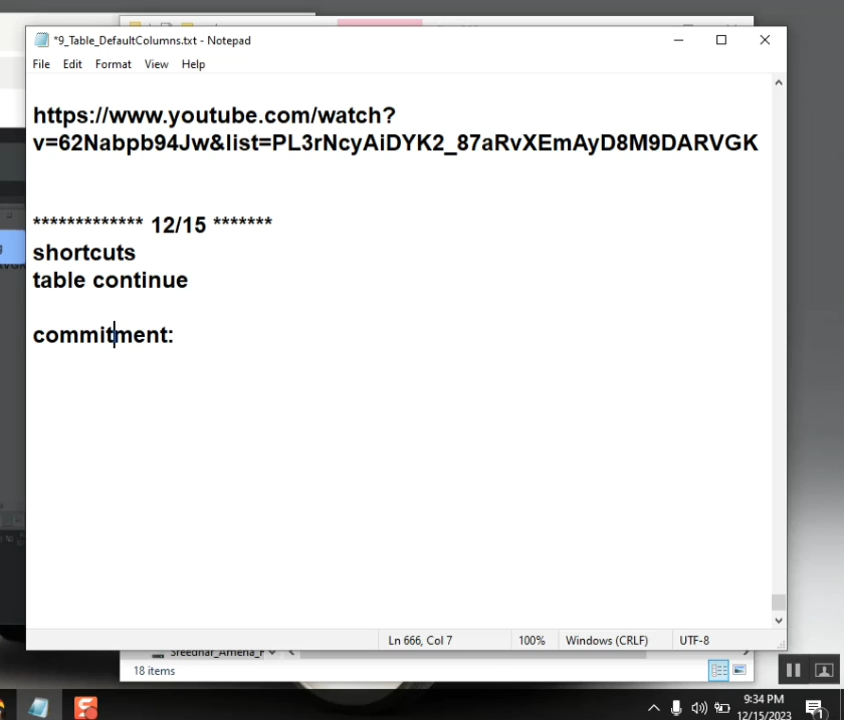 *9_Table_DefaultColumns.txt - Notepad
File Edit Format View Help
https://www.youtube.com/watch?
v=62Nabpb94Jw&list=PL3rNcyAiDYK2_87aRvXEmAyD8M9DARVGK
************* 12/15 *******
shortcuts
table continue
commitment:
Ln 666, Col 7 100% Windows (CRLF) UTF-8
18 items
9:34 PM
12/15/2023